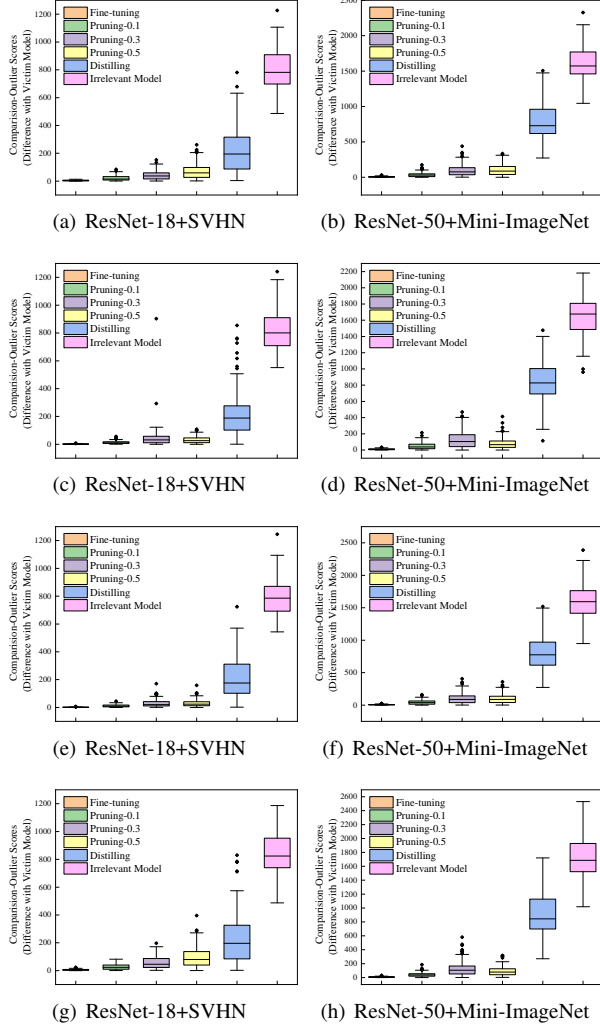 Comparision-Outlier Scores
(Difference with Victim Model)
1200
1000
800
600
400
200
0
Fine-tuning
Pruning-0.1
Pruning-0.3
Pruning-0.5
Distilling
Irrelevant Model
(a) ResNet-18+SVHN
Comparision-Outlier Scores
(Difference with Victim Model)
2500
2000
1500
1000
500
0
Fine-tuning
Pruning-0.1
Pruning-0.3
Pruning-0.5
Distilling
Irrelevant Model
(b) ResNet-50+Mini-ImageNet
Comparision-Outlier Scores
(Difference with Victim Model)
1200
1000
800
600
400
200
0
Fine-tuning
Pruning-0.1
Pruning-0.3
Pruning-0.5
Distilling
Irrelevant Model
(c) ResNet-18+SVHN
Comparision-Outlier Scores
(Difference with Victim Model)
2200
2000
1800
1600
1400
1200
1000
800
600
400
200
0
Fine-tuning
Pruning-0.1
Pruning-0.3
Pruning-0.5
Distilling
Irrelevant Model
(d) ResNet-50+Mini-ImageNet
Comparision-Outlier Scores
(Difference with Victim Model)
1200
1000
800
600
400
200
0
Fine-tuning
Pruning-0.1
Pruning-0.3
Pruning-0.5
Distilling
Irrelevant Model
(e) ResNet-18+SVHN
Comparision-Outlier Scores
(Difference with Victim Model)
2500
2000
1500
1000
500
0
Fine-tuning
Pruning-0.1
Pruning-0.3
Pruning-0.5
Distilling
Irrelevant Model
(f) ResNet-50+Mini-ImageNet
Comparision-Outlier Scores
(Difference with Victim Model)
1200
1000
800
600
400
200
0
Fine-tuning
Pruning-0.1
Pruning-0.3
Pruning-0.5
Distilling
Irrelevant Model
(g) ResNet-18+SVHN
Comparision-Outlier Scores
(Difference with Victim Model)
2600
2400
2200
2000
1800
1600
1400
1200
1000
800
600
400
200
0
Fine-tuning
Pruning-0.1
Pruning-0.3
Pruning-0.5
Distilling
Irrelevant Model
(h) ResNet-50+Mini-ImageNet